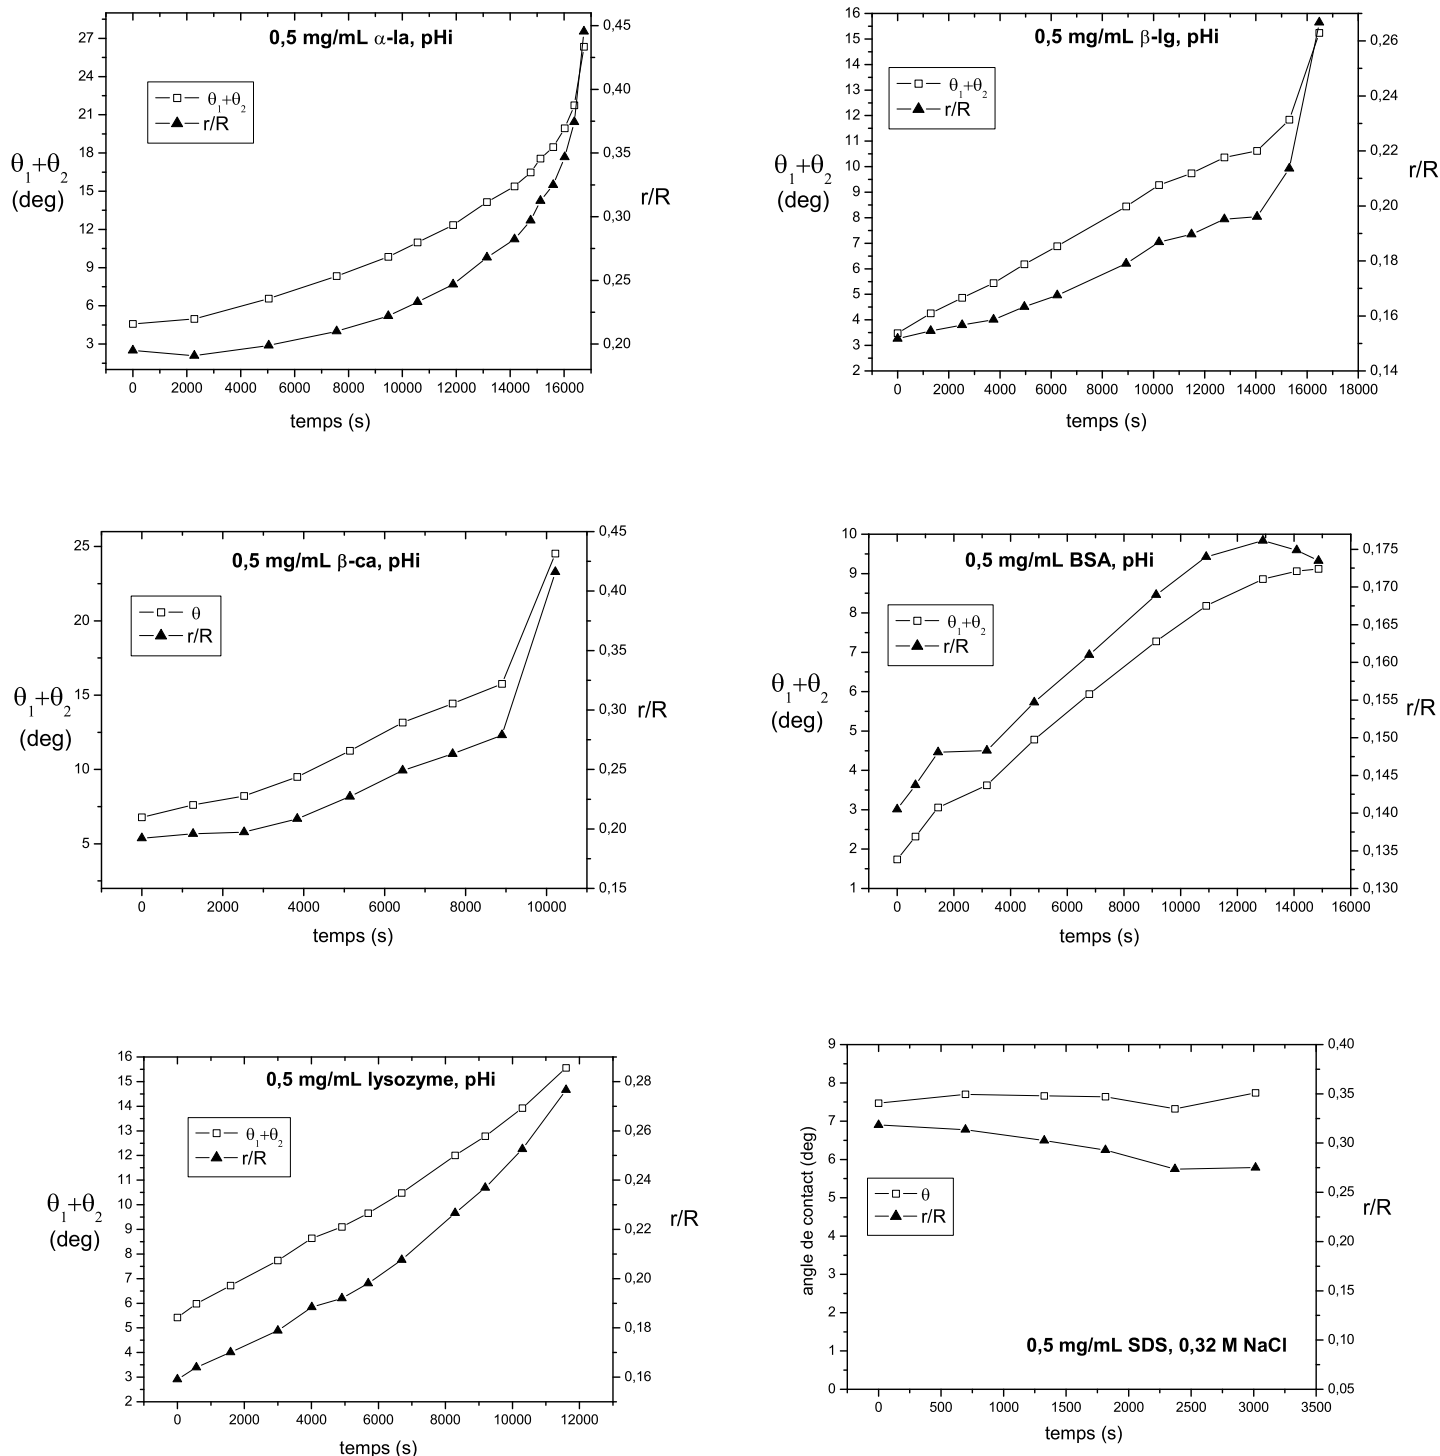 0,5 mg/mL α-la, pHi
θ₁+θ₂
r/R
θ₁+θ₂
(deg)
r/R
27
24
21
18
15
12
9
6
3
0,45
0,40
0,35
0,30
0,25
0,20
0 2000 4000 6000 8000 10000 12000 14000 16000
temps (s)
0,5 mg/mL β-lg, pHi
θ₁+θ₂
r/R
θ₁+θ₂
(deg)
r/R
16
15
14
13
12
11
10
9
8
7
6
5
4
3
2
0,26
0,24
0,22
0,20
0,18
0,16
0,14
0 2000 4000 6000 8000 10000 12000 14000 16000 18000
temps (s)
0,5 mg/mL β-ca, pHi
θ
r/R
θ₁+θ₂
(deg)
r/R
25
20
15
10
5
0,45
0,40
0,35
0,30
0,25
0,20
0,15
0 2000 4000 6000 8000 10000
temps (s)
0,5 mg/mL BSA, pHi
θ₁+θ₂
r/R
θ₁+θ₂
(deg)
r/R
10
9
8
7
6
5
4
3
2
1
0,175
0,170
0,165
0,160
0,155
0,150
0,145
0,140
0,135
0,130
0 2000 4000 6000 8000 10000 12000 14000 16000
temps (s)
0,5 mg/mL lysozyme, pHi
θ₁+θ₂
r/R
θ₁+θ₂
(deg)
r/R
16
15
14
13
12
11
10
9
8
7
6
5
4
3
2
0,28
0,26
0,24
0,22
0,20
0,18
0,16
0 2000 4000 6000 8000 10000 12000
temps (s)
0,5 mg/mL SDS, 0,32 M NaCl
θ
r/R
angle de contact (deg)
r/R
9
8
7
6
5
4
3
2
1
0
0,40
0,35
0,30
0,25
0,20
0,15
0,10
0,05
0 500 1000 1500 2000 2500 3000 3500
temps (s)